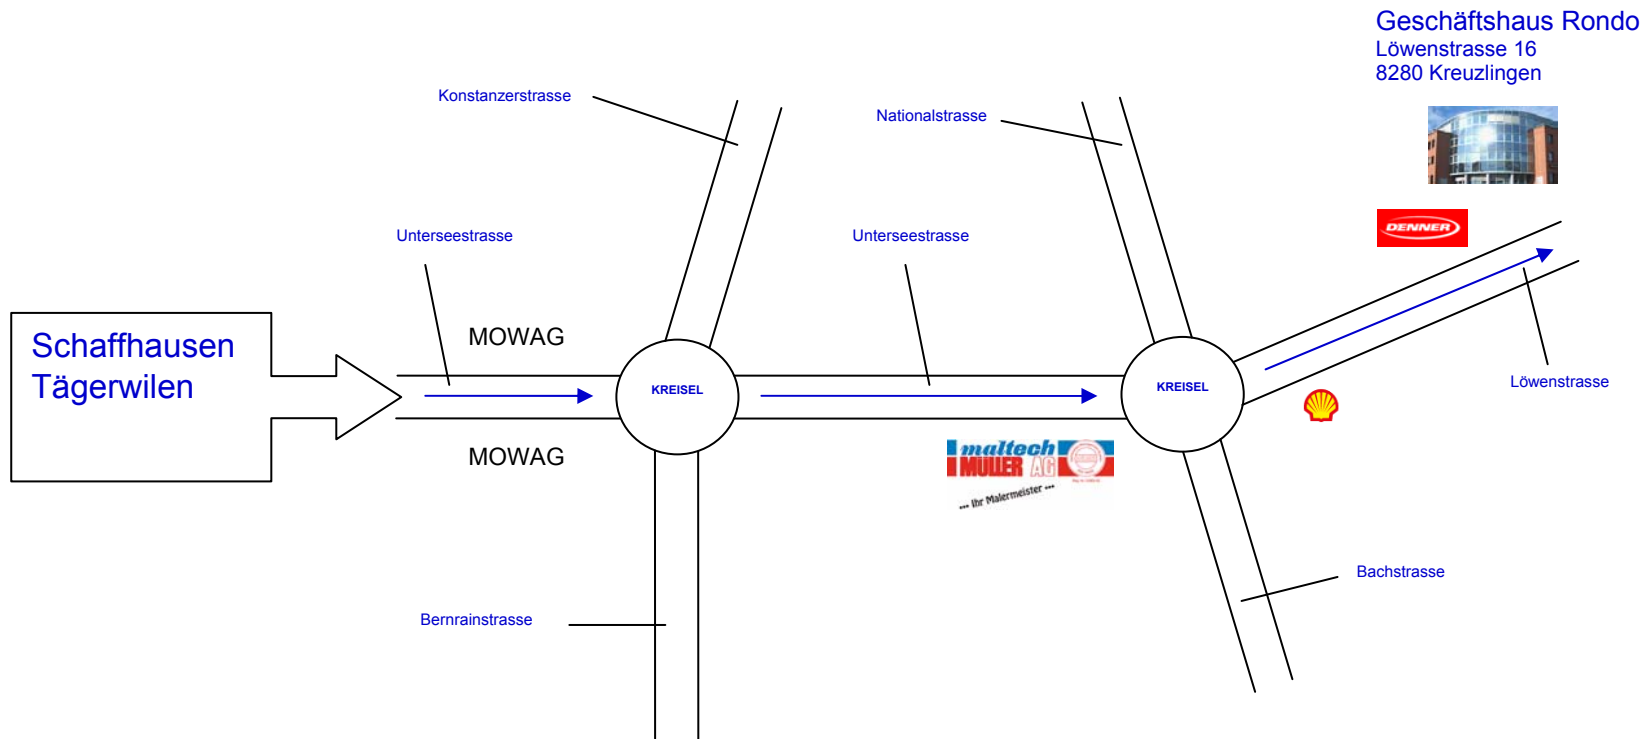 Geschäftshaus Rondo
Löwenstrasse 16
8280 Kreuzlingen
Konstanzerstrasse
Nationalstrasse
DENNER
Unterseestrasse
Unterseestrasse
Schaffhausen
Tägerwilen
MOWAG
KREISEL
KREISEL
Löwenstrasse
MOWAG
maltech
MÜLLER AG
... Ihr Malermeister ...
Bachstrasse
Bernrainstrasse